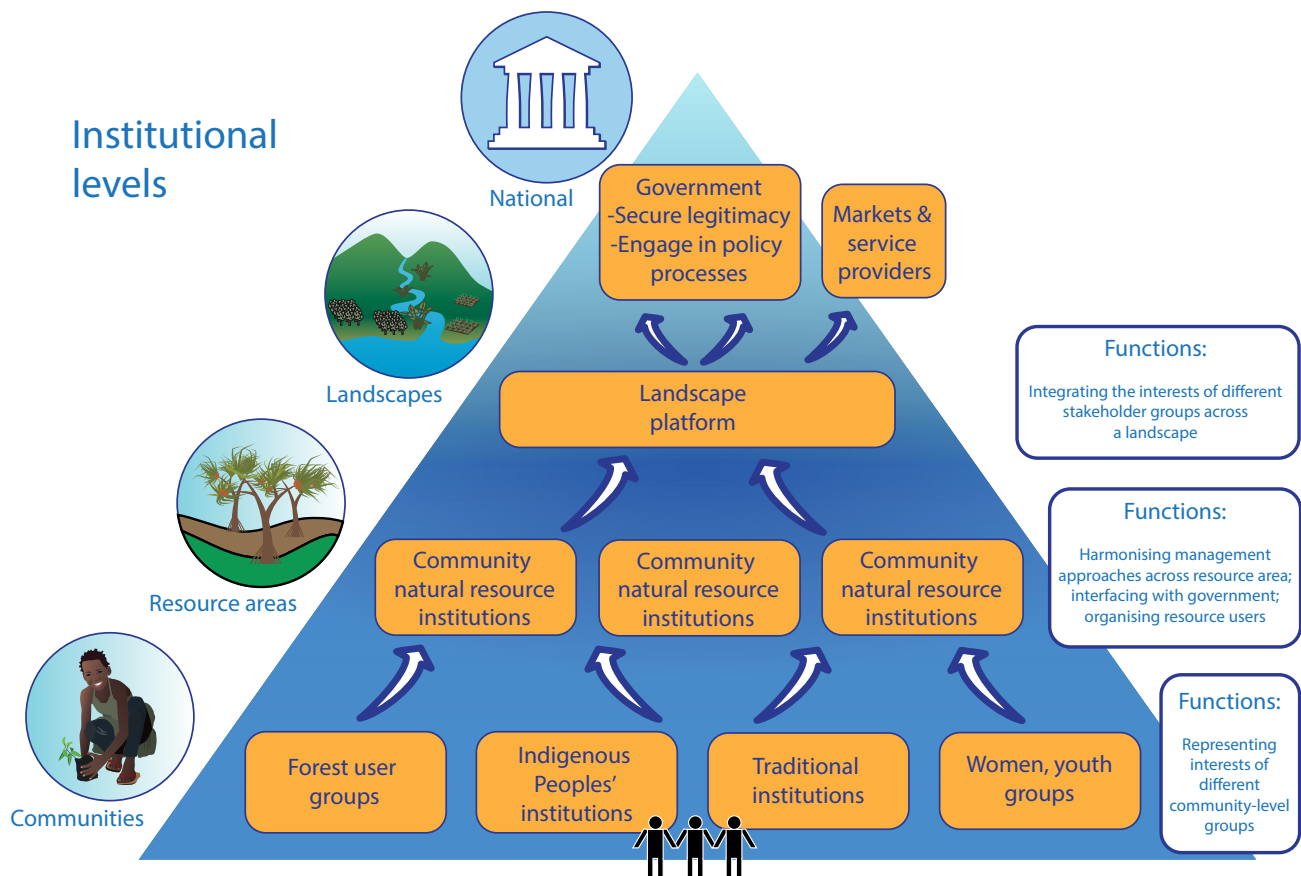 Institutional
levels
National
Government
-Secure legitimacy
-Engage in policy
processes
Markets &
service
providers
Landscapes
Landscape
platform
Functions:
Integrating the interests of different
stakeholder groups across
a landscape
Resource areas
Community
natural resource
institutions
Community
natural resource
institutions
Community
natural resource
institutions
Functions:
Harmonising management
approaches across resource area;
interfacing with government;
organising resource users
Communities
Forest user
groups
Indigenous
Peoples’
institutions
Traditional
institutions
Women, youth
groups
Functions:
Representing
interests of
different
community-level
groups